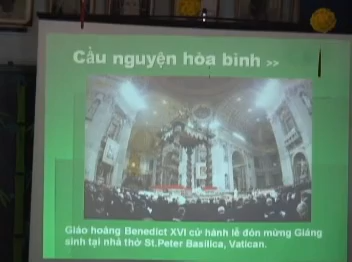 Cầu nguyện hòa bình >>
Giáo hoàng Benedict XVI cử hành lễ đón mừng Giáng
sinh tại nhà thờ St.Peter Basilica, Vatican.